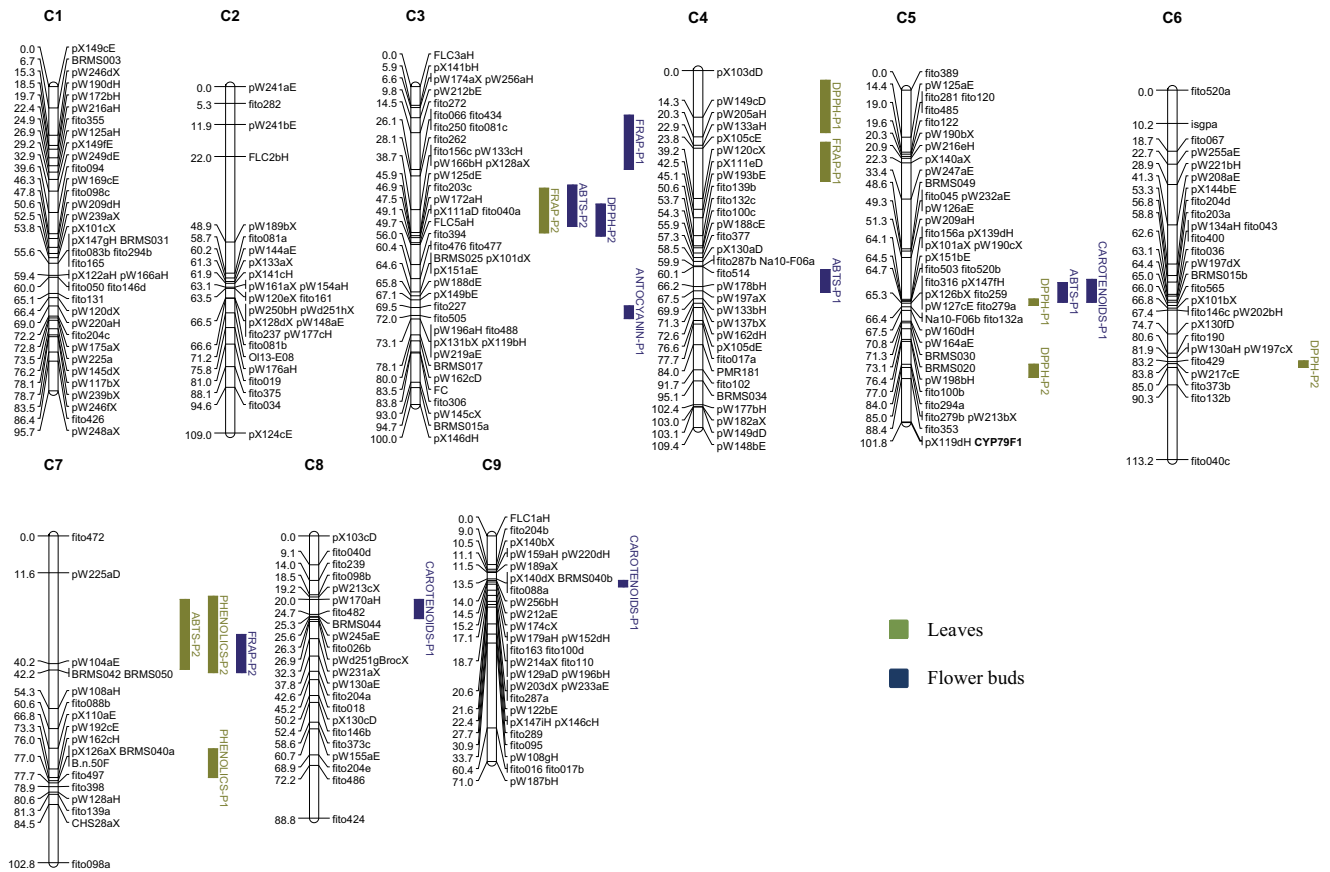 C1
0.0 pX149cE
6.7 BRMS003
15.3 pW246dX
18.5 pW190dH
19.7 pW172bH
22.4 pW216aH
24.9 fito355
26.9 pW125aH
29.2 pX149fE
32.9 pW249dE
39.6 fito094
46.3 pW169cE
47.8 fito098c
50.6 pW209dH
52.5 pW239aX
53.8 pX101cX
pX147gH BRMS031
55.6 fito083b fito294b
fito165
59.4 pX122aH pW166aH
60.0 fito050 fito146d
65.1 fito131
66.4 pW120dX
69.0 pW220aH
72.2 fito204c
72.8 pW175aX
73.5 pW225a
76.2 pW145dX
78.1 pW117bX
78.7 pW239bX
83.5 pW246fX
86.4 fito426
95.7 pW248aX
C2
0.0 pW241aE
5.3 fito282
11.9 pW241bE
22.0 FLC2bH
48.9 pW189bX
58.7 fito081a
60.2 pW144aE
61.3 pX133aX
61.9 pX141cH
63.1 pW161aX pW154aH
63.5 pW120eX fito161
pW250bH pWd251hX
66.5 pX128dX pW148aE
fito237 pW177cH
66.6 fito081b
71.2 Ol13-E08
75.8 pW176aH
81.0 fito019
88.1 fito375
94.6 fito034
109.0 pX124cE
C3
0.0 FLC3aH
5.9 pX141bH
6.6 pW174aX pW256aH
9.8 pW212bE
14.5 fito272
fito066 fito434
26.1 fito250 fito081c
28.1 fito262
38.7 fito156c pW133cH
pW166bH pX128aX
45.9 pW125dE
46.9 fito203c
47.5 pW172aH
49.1 pX111aD fito040a
49.7 FLC5aH
56.0 fito394
60.4 fito476 fito477
64.6 BRMS025 pX101dX
pX151aE
65.8 pW188dE
67.1 pX149bE
69.5 fito227
72.0 fito505
pW196aH fito488
73.1 pX131bX pX119bH
pW219aE
78.1 BRMS017
80.0 pW162cD
83.5 FC
83.8 fito306
93.0 pW145cX
94.7 BRMS015a
100.0 pX146dH
FRAP-P2
ABTS-P2
DPPH-P2
FRAP-P1
ANTOCYANIN-P1
C4
0.0 pX103dD
14.3 pW149cD
20.3 pW205aH
22.9 pW133aH
23.8 pX105cE
39.2 pW120cX
42.5 pX111eD
45.1 pW193bE
50.6 fito139b
53.7 fito132c
54.3 fito100c
55.9 pW188cE
57.3 fito377
58.5 pX130aD
59.9 fito287b Na10-F06a
60.1 fito514
66.2 pW178bH
67.5 pW197aX
69.9 pW133bH
71.3 pW137bX
72.6 pW162dH
76.6 pX105dE
77.7 fito017a
84.0 PMR181
91.7 fito102
95.1 BRMS034
102.4 pW177bH
103.0 pW182aX
103.1 pW149dD
109.4 pW148bE
DPPH-P1
FRAP-P1
ABTS-P1
C5
0.0 fito389
14.4 pW125aE
19.0 fito281 fito120
fito485
19.6 fito122
20.3 pW190bX
20.9 pW216eH
22.3 pX140aX
33.4 pW247aE
48.6 BRMS049
49.3 fito045 pW232aE
pW126aE
51.3 pW209aH
64.1 fito156a pX139dH
pX101aX pW190cX
64.5 pX151bE
64.7 fito503 fito520b
fito316 pX147fH
65.3 pX126bX fito259
pW127cE fito279a
66.4 Na10-F06b fito132a
67.5 pW160dH
70.8 pW164aE
71.3 BRMS030
73.1 BRMS020
76.4 pW198bH
77.0 fito100b
84.0 fito294a
85.0 fito279b pW213bX
88.4 fito353
101.8 pX119dH CYP79F1
DPPH-P1
ABTS-P1
CAROTENOIDS-P1
DPPH-P2
C6
0.0 fito520a
10.2 isgpa
18.7 fito067
22.7 pW255aE
28.9 pW221bH
41.3 pW208aE
53.3 pX144bE
56.8 fito204d
58.8 fito203a
62.6 pW134aH fito043
fito400
63.1 fito036
64.4 pW197dX
65.0 BRMS015b
66.0 fito565
66.8 pX101bX
67.4 fito146c pW202bH
74.7 pX130fD
80.6 fito190
81.9 pW130aH pW197cX
83.2 fito429
83.8 pW217cE
85.0 fito373b
90.3 fito132b
113.2 fito040c
DPPH-P2
C7
0.0 fito472
11.6 pW225aD
40.2 pW104aE
42.2 BRMS042 BRMS050
54.3 pW108aH
60.6 fito088b
66.8 pX110aE
73.3 pW192cE
76.0 pW162cH
77.0 pX126aX BRMS040a
B.n.50F
77.7 fito497
78.9 fito398
80.6 pW128aH
81.3 fito139a
84.5 CHS28aX
102.8 fito098a
ABTS-P2
PHENOLICS-P2
FRAP-P2
PHENOLICS-P1
C8
0.0 pX103cD
9.1 fito040d
14.0 fito239
18.5 fito098b
19.2 pW213cX
20.0 pW170aH
24.7 fito482
25.3 BRMS044
25.6 pW245aE
26.3 fito026b
26.9 pWd251gBrocX
32.3 pW231aX
37.8 pW130aE
42.6 fito204a
45.2 fito018
50.2 pX130cD
52.4 fito146b
58.6 fito373c
60.7 pW155aE
68.9 fito204e
72.2 fito486
88.8 fito424
CAROTENOIDS-P1
C9
0.0 FLC1aH
9.0 fito204b
10.5 pX140bX
11.1 pW159aH pW220dH
11.5 pW189aX
13.5 pX140dX BRMS040b
fito088a
14.0 pW256bH
14.5 pW212aE
15.2 pW174cX
17.1 pW179aH pW152dH
fito163 fito100d
18.7 pW214aX fito110
pW129aD pW196bH
20.6 pW203dX pW233aE
fito287a
21.6 pW122bE
22.4 pX147iH pX146cH
27.7 fito289
30.9 fito095
33.7 pW108gH
60.4 fito016 fito017b
71.0 pW187bH
CAROTENOIDS-P1
Leaves
Flower buds